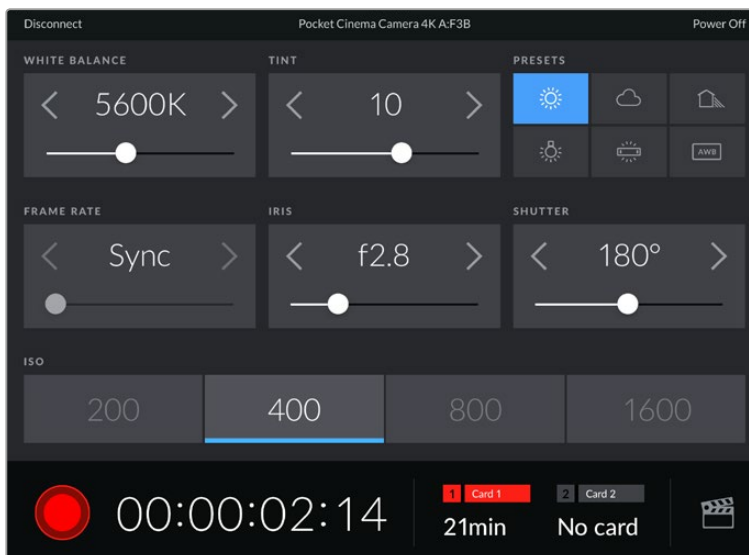 Disconnect Pocket Cinema Camera 4K A:F3B Power Off
WHITE BALANCE TINT PRESETS
5600K 10
AWB
FRAME RATE IRIS SHUTTER
Sync f2.8 180°
ISO
200 400 800 1600
1 Card 1 2 Card 2
00:00:02:14 21min No card